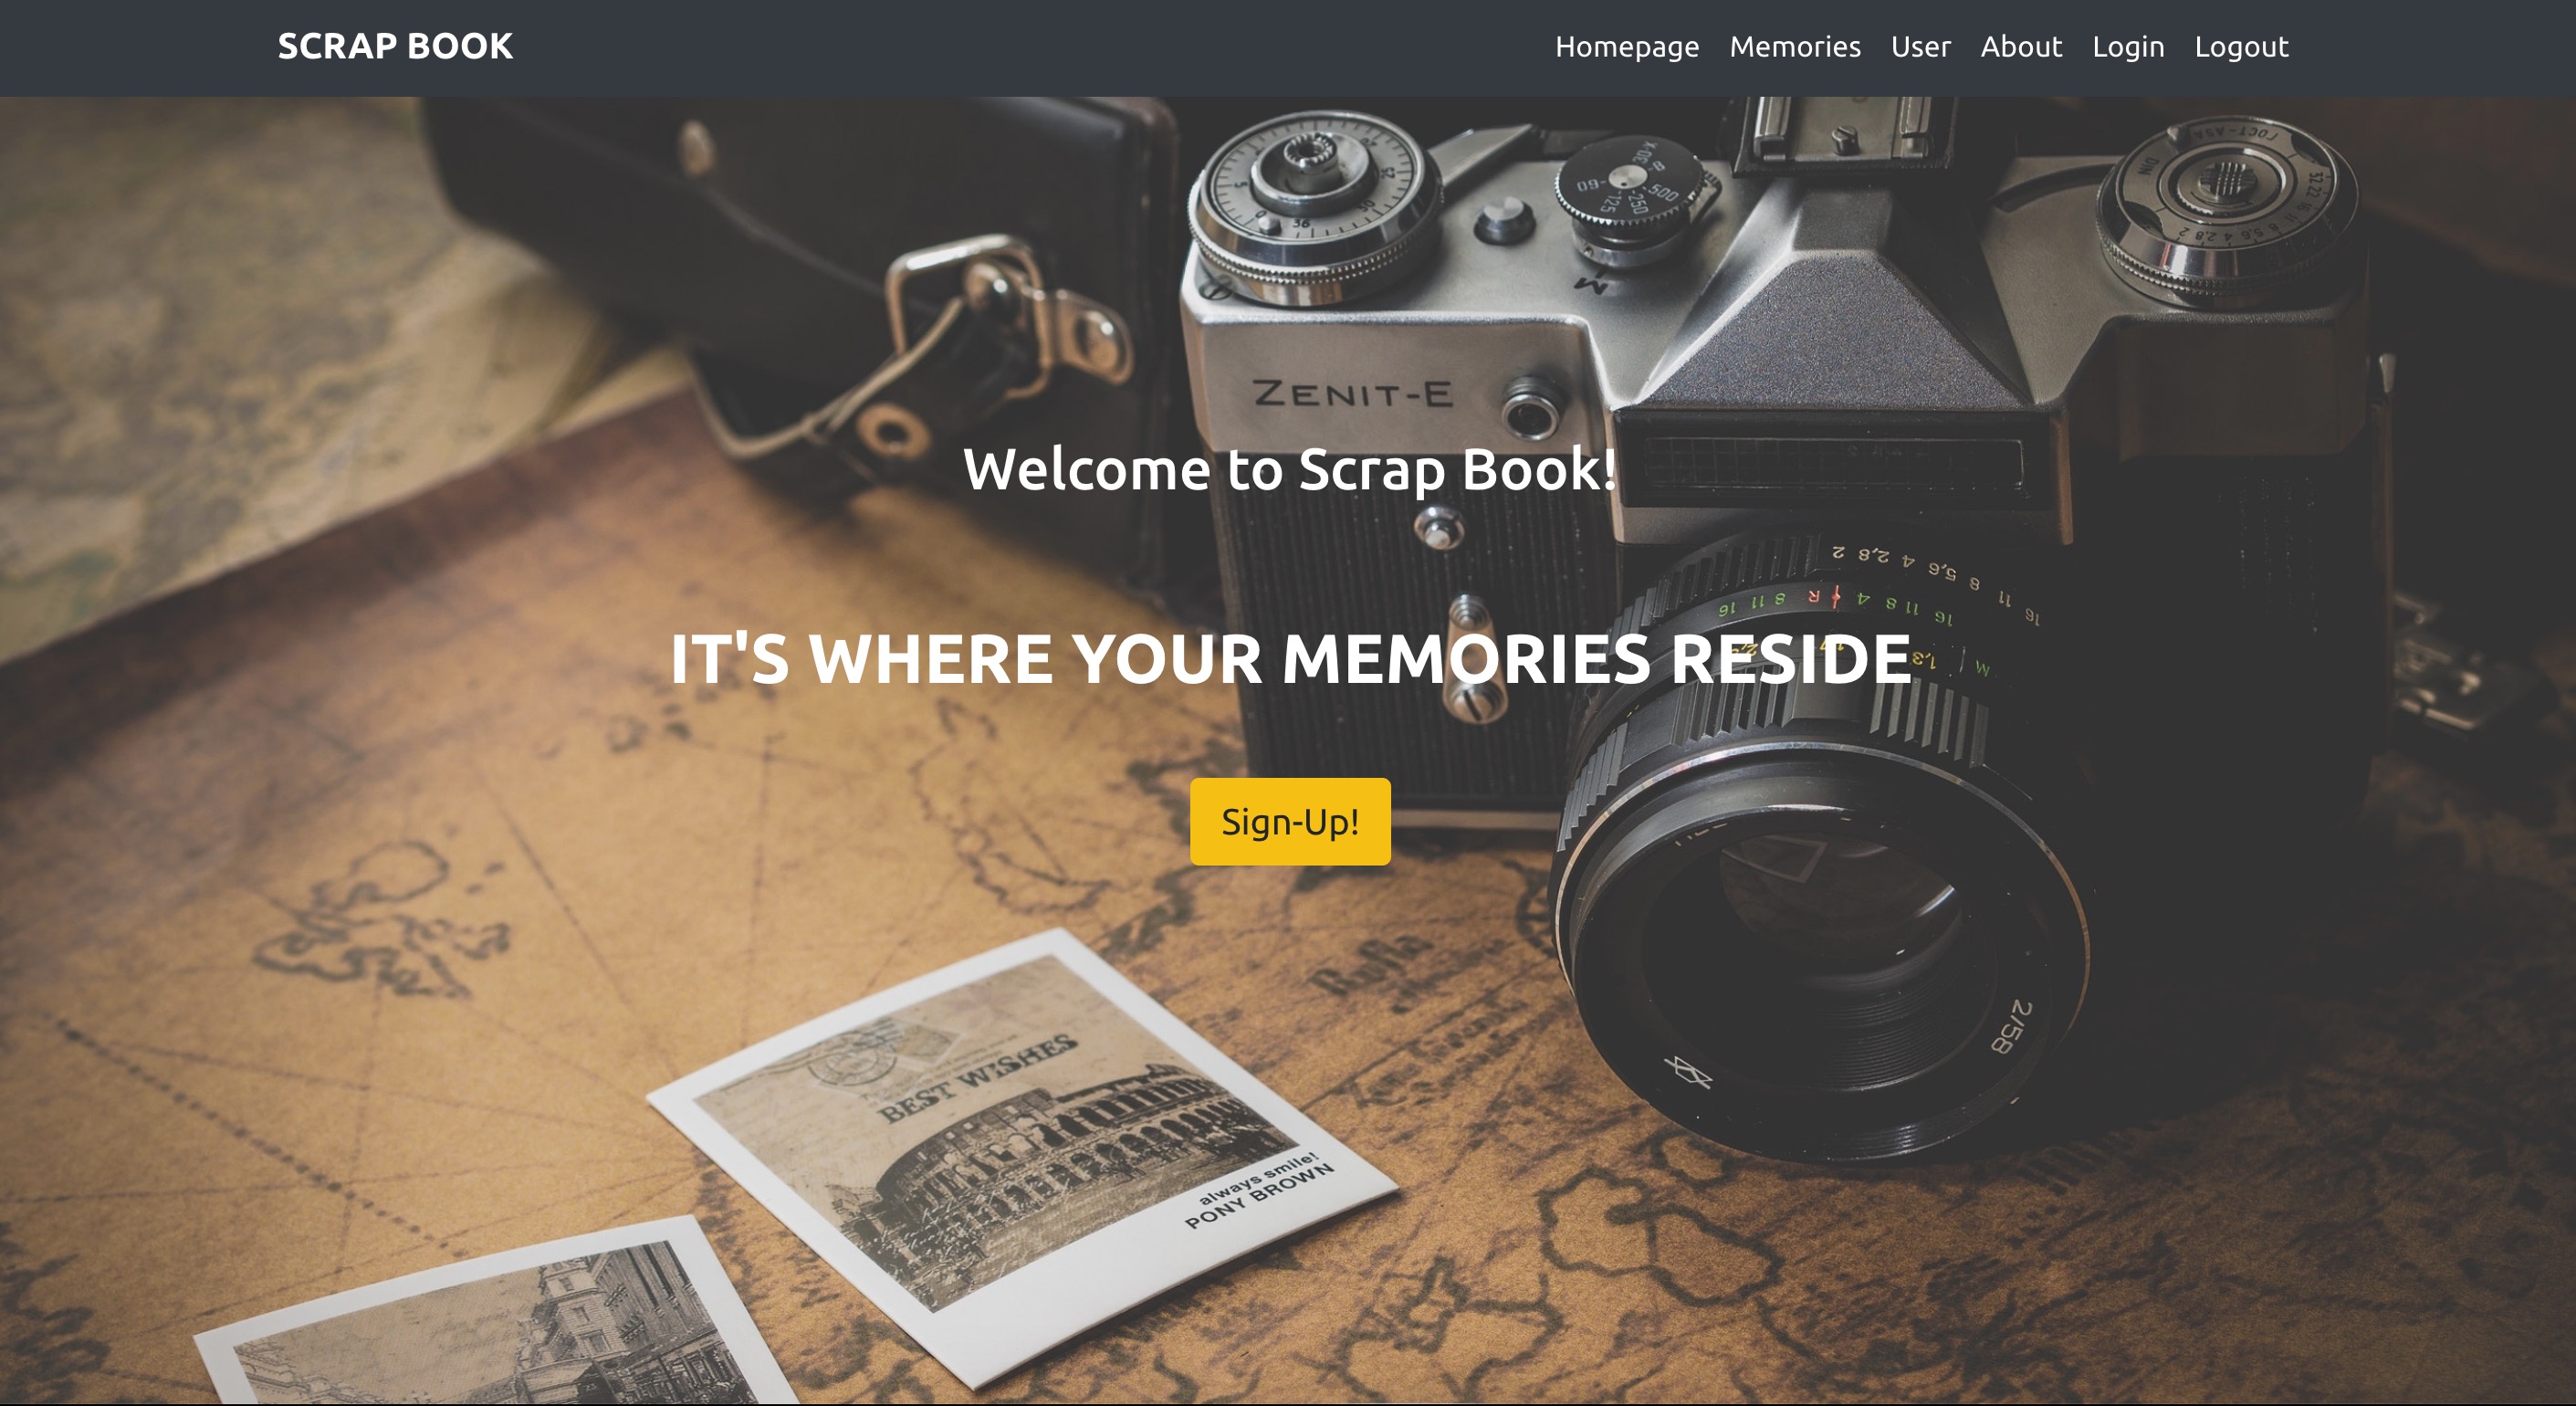 SCRAP BOOK
Homepage Memories User About Login Logout
ZENIT-E
Welcome to Scrap Book!
IT'S WHERE YOUR MEMORIES RESIDE
Sign-Up!
2/58
Russia
BEST WISHES
always smile!
PONY BROWN